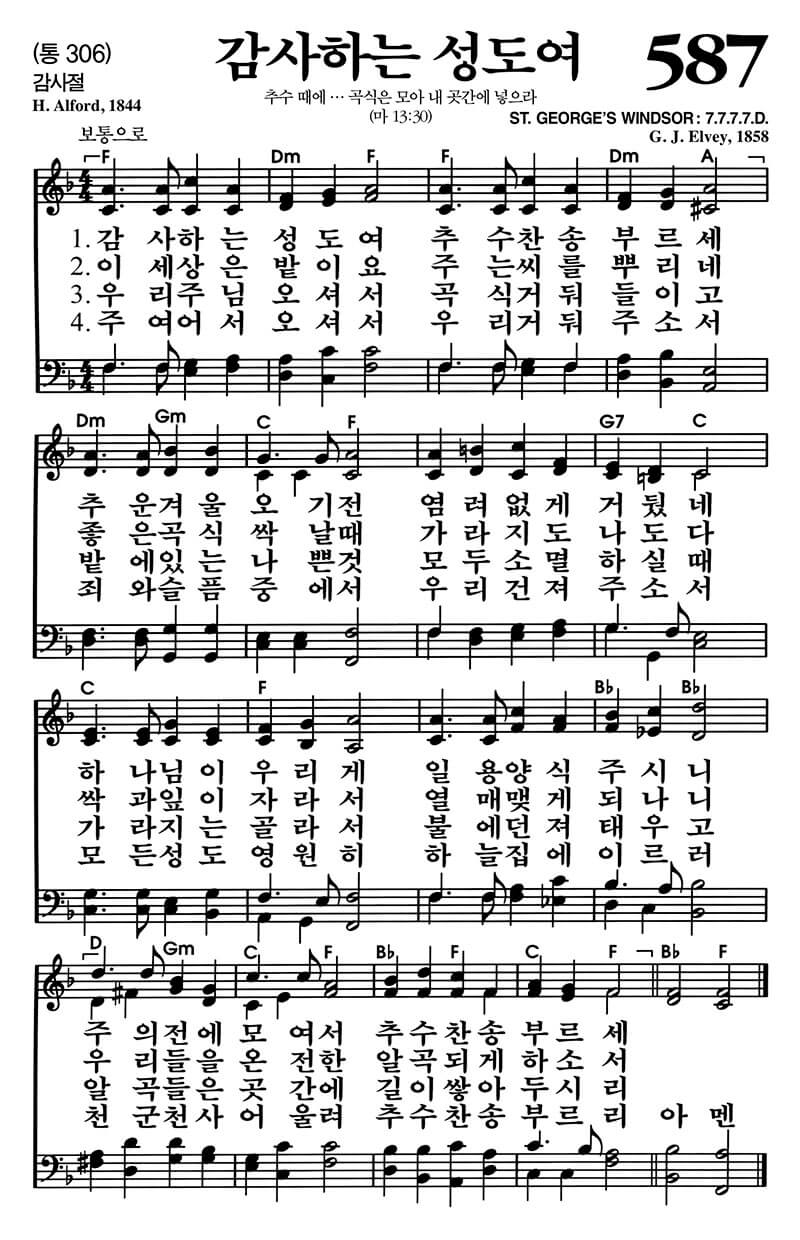 (통 306)
감사절
H. Alford, 1844
감사하는 성도여
587
추수 때에 … 곡식은 모아 내 곳간에 넣으라
(마 13:30)
ST. GEORGE'S WINDSOR: 7.7.7.7.D.
G. J. Elvey, 1858
보통으로
F Dm F F Dm A
1. 감 사하 는 성 도 여 추 수찬 송 부 르 세
2. 이 세상 은 밭 이 요 주 는씨 를 뿌 리 네
3. 우 리주 님 오 셔 서 곡 식거 둬 들 이 고
4. 주 여어 서 오 셔 서 우 리거 둬 주 소 서
Dm Gm C F G7 C
추 운겨 울 오 기전 염 려 없 게 거 뒀 네
좋 은곡 식 싹 날때 가 라 지 도 나 도 다
밭 에있 는 나 쁜것 모 두 소 멸 하 실 때
죄 와슬 픔 중 에서 우 리 건 져 주 소 서
C F B♭ B♭
하 나님 이 우 리 게 일 용양 식 주 시 니
싹 과잎 이 자 라 서 열 매맺 게 되 나 니
가 라지 는 골 라 서 불 에던 져 태 우 고
모 든성 도 영 원 히 하 늘집 에 이 르 러
D Gm C F B♭ F C F B♭ F
주 의전 에 모 여서 추 수 찬 송 부 르 세
우 리들 을 온 전한 알 곡 되 게 하 소 서
알 곡들 은 곳 간에 길 이 쌓 아 두 시 리
천 군천 사 어 울려 추 수 찬 송 부 르 리 아 멘